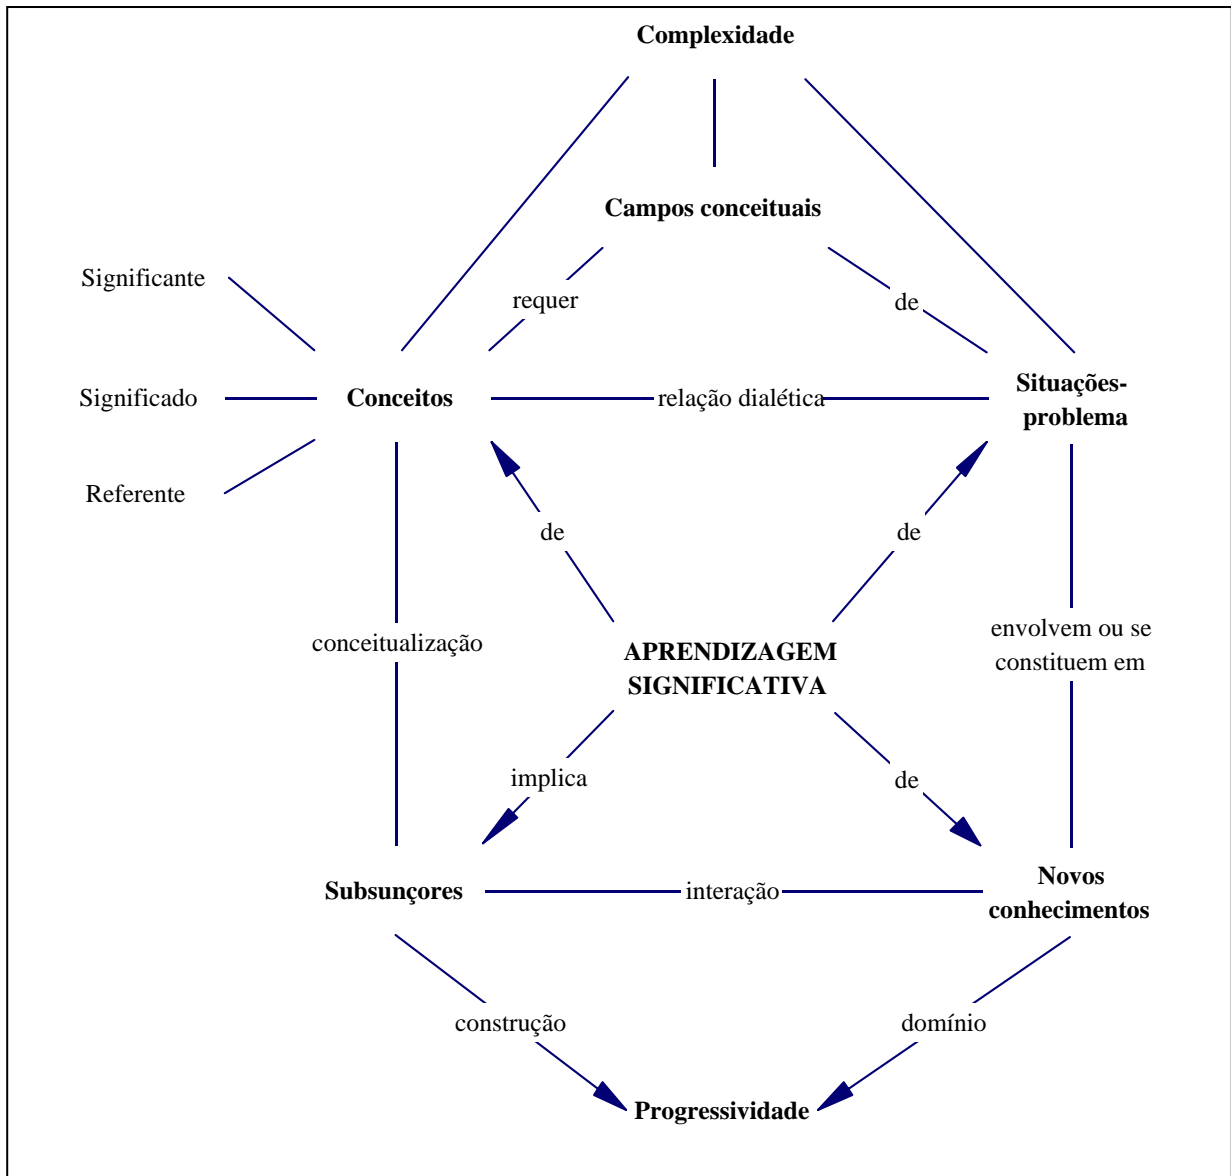 Complexidade
Campos conceituais
Significante
requer
de
Significado
Conceitos
relação dialética
Situações-
problema
Referente
de
de
conceitualização
APRENDIZAGEM
SIGNIFICATIVA
envolvem ou se
constituem em
implica
de
Subsunçores
interação
Novos
conhecimentos
construção
domínio
Progressividade